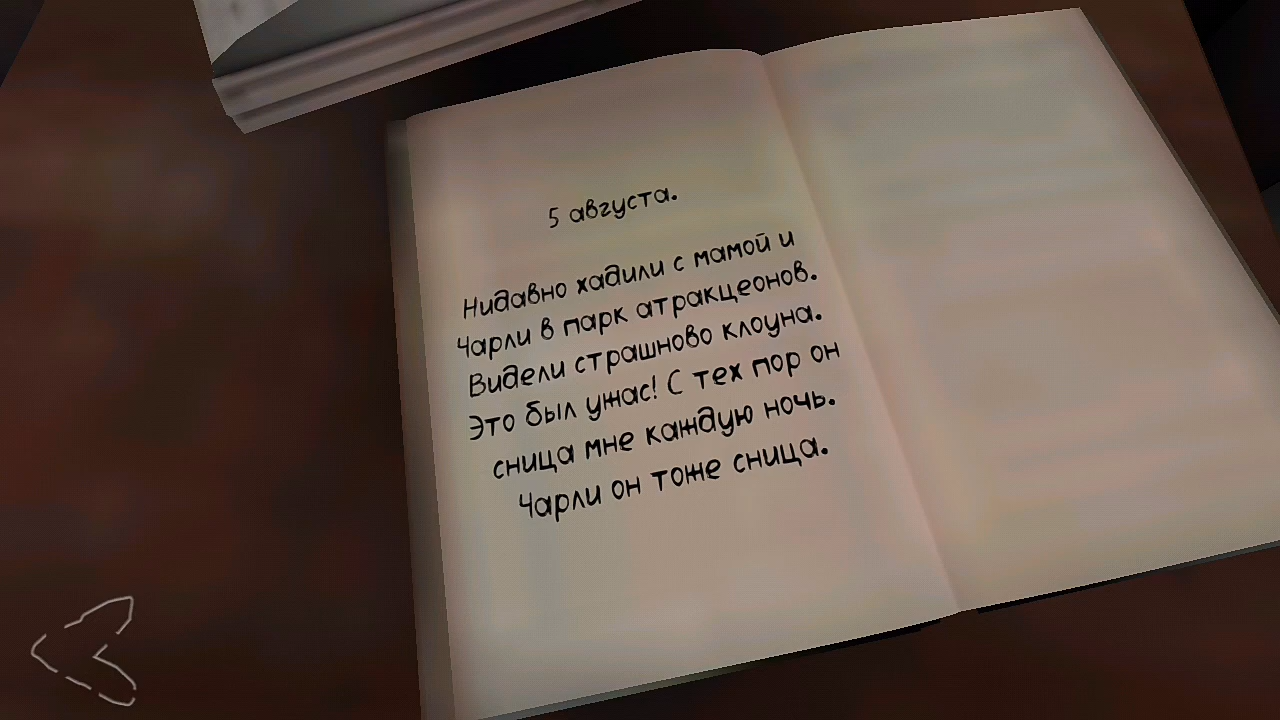 5 августа.
Нидавно хадили с мамой и
Чарли в парк атракцеонов.
Видели страшново клоуна.
Это был ужас! С тех пор он
сница мне каждую ночь.
Чарли он тоже сница.